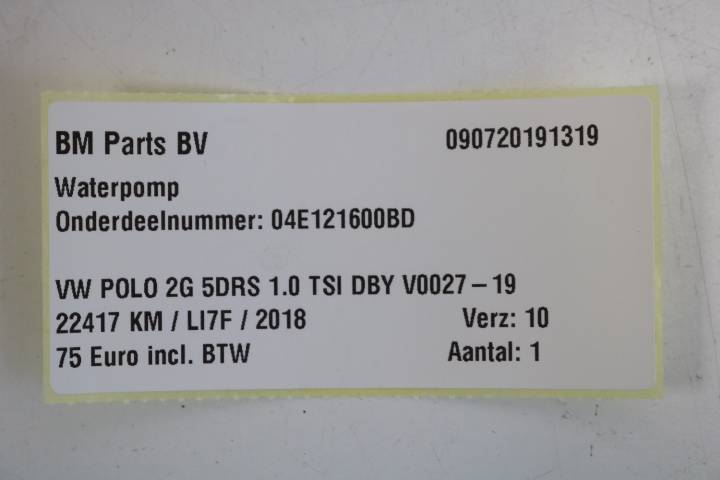 BM Parts BV 090720191319
Waterpomp
Onderdeelnummer: 04E121600BD
VW POLO 2G 5DRS 1.0 TSI DBY V0027-19
22417 KM / LI7F / 2018 Verz: 10
75 Euro incl. BTW Aantal: 1